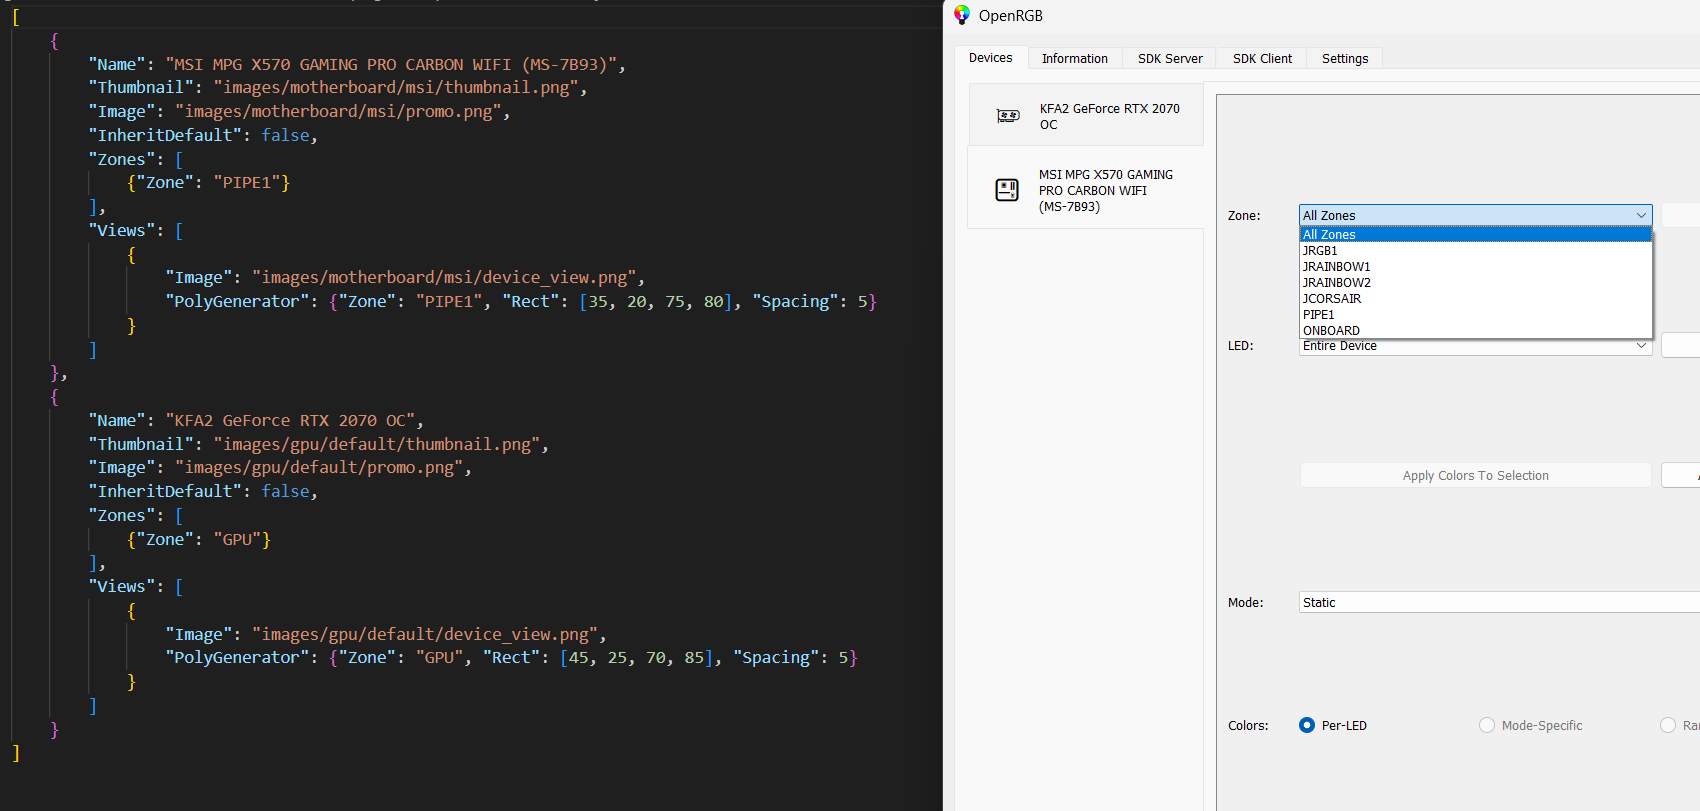 [
{
"Name": "MSI MPG X570 GAMING PRO CARBON WIFI (MS-7B93)",
"Thumbnail": "images/motherboard/msi/thumbnail.png",
"Image": "images/motherboard/msi/promo.png",
"InheritDefault": false,
"Zones": [
{"Zone": "PIPE1"}
],
"Views": [
{
"Image": "images/motherboard/msi/device_view.png",
"PolyGenerator": {"Zone": "PIPE1", "Rect": [35, 20, 75, 80], "Spacing": 5}
}
]
},
{
"Name": "KFA2 GeForce RTX 2070 OC",
"Thumbnail": "images/gpu/default/thumbnail.png",
"Image": "images/gpu/default/promo.png",
"InheritDefault": false,
"Zones": [
{"Zone": "GPU"}
],
"Views": [
{
"Image": "images/gpu/default/device_view.png",
"PolyGenerator": {"Zone": "GPU", "Rect": [45, 25, 70, 85], "Spacing": 5}
}
]
}
]
OpenRGB
Devices Information SDK Server SDK Client Settings
KFA2 GeForce RTX 2070
OC
MSI MPG X570 GAMING
PRO CARBON WIFI
(MS-7B93)
Zone: All Zones
All Zones
JRGB1
JRAINBOW1
JRAINBOW2
JCORSAIR
PIPE1
ONBOARD
LED: Entire Device
Apply Colors To Selection
Mode: Static
Colors: Per-LED Mode-Specific